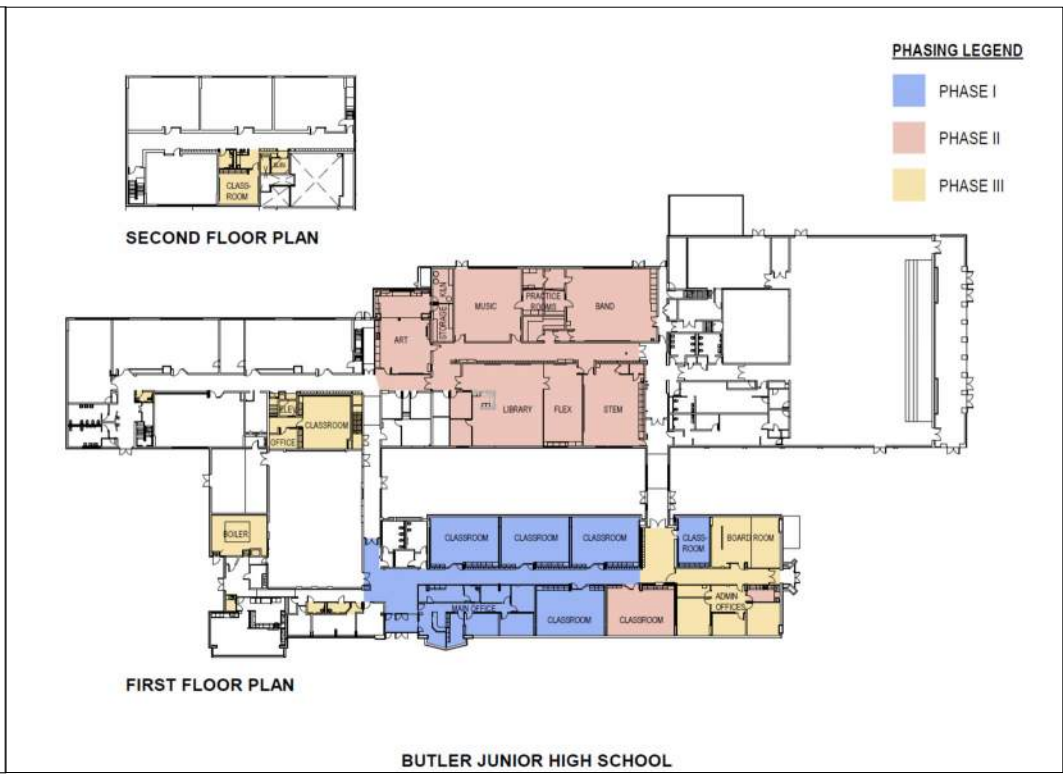 PHASING LEGEND
PHASE I
PHASE II
PHASE III
CLASS-
ROOM
SECOND FLOOR PLAN
KILN
STORAGE
MUSIC
PRACTICE
ROOMS
BAND
ART
LIBRARY
FLEX
STEM
ELEV
OFFICE
CLASSROOM
BOILER
CLASSROOM
CLASSROOM
CLASSROOM
CLASS-
ROOM
BOARD ROOM
MAIN OFFICE
CLASSROOM
CLASSROOM
ADMIN
OFFICES
FIRST FLOOR PLAN
BUTLER JUNIOR HIGH SCHOOL